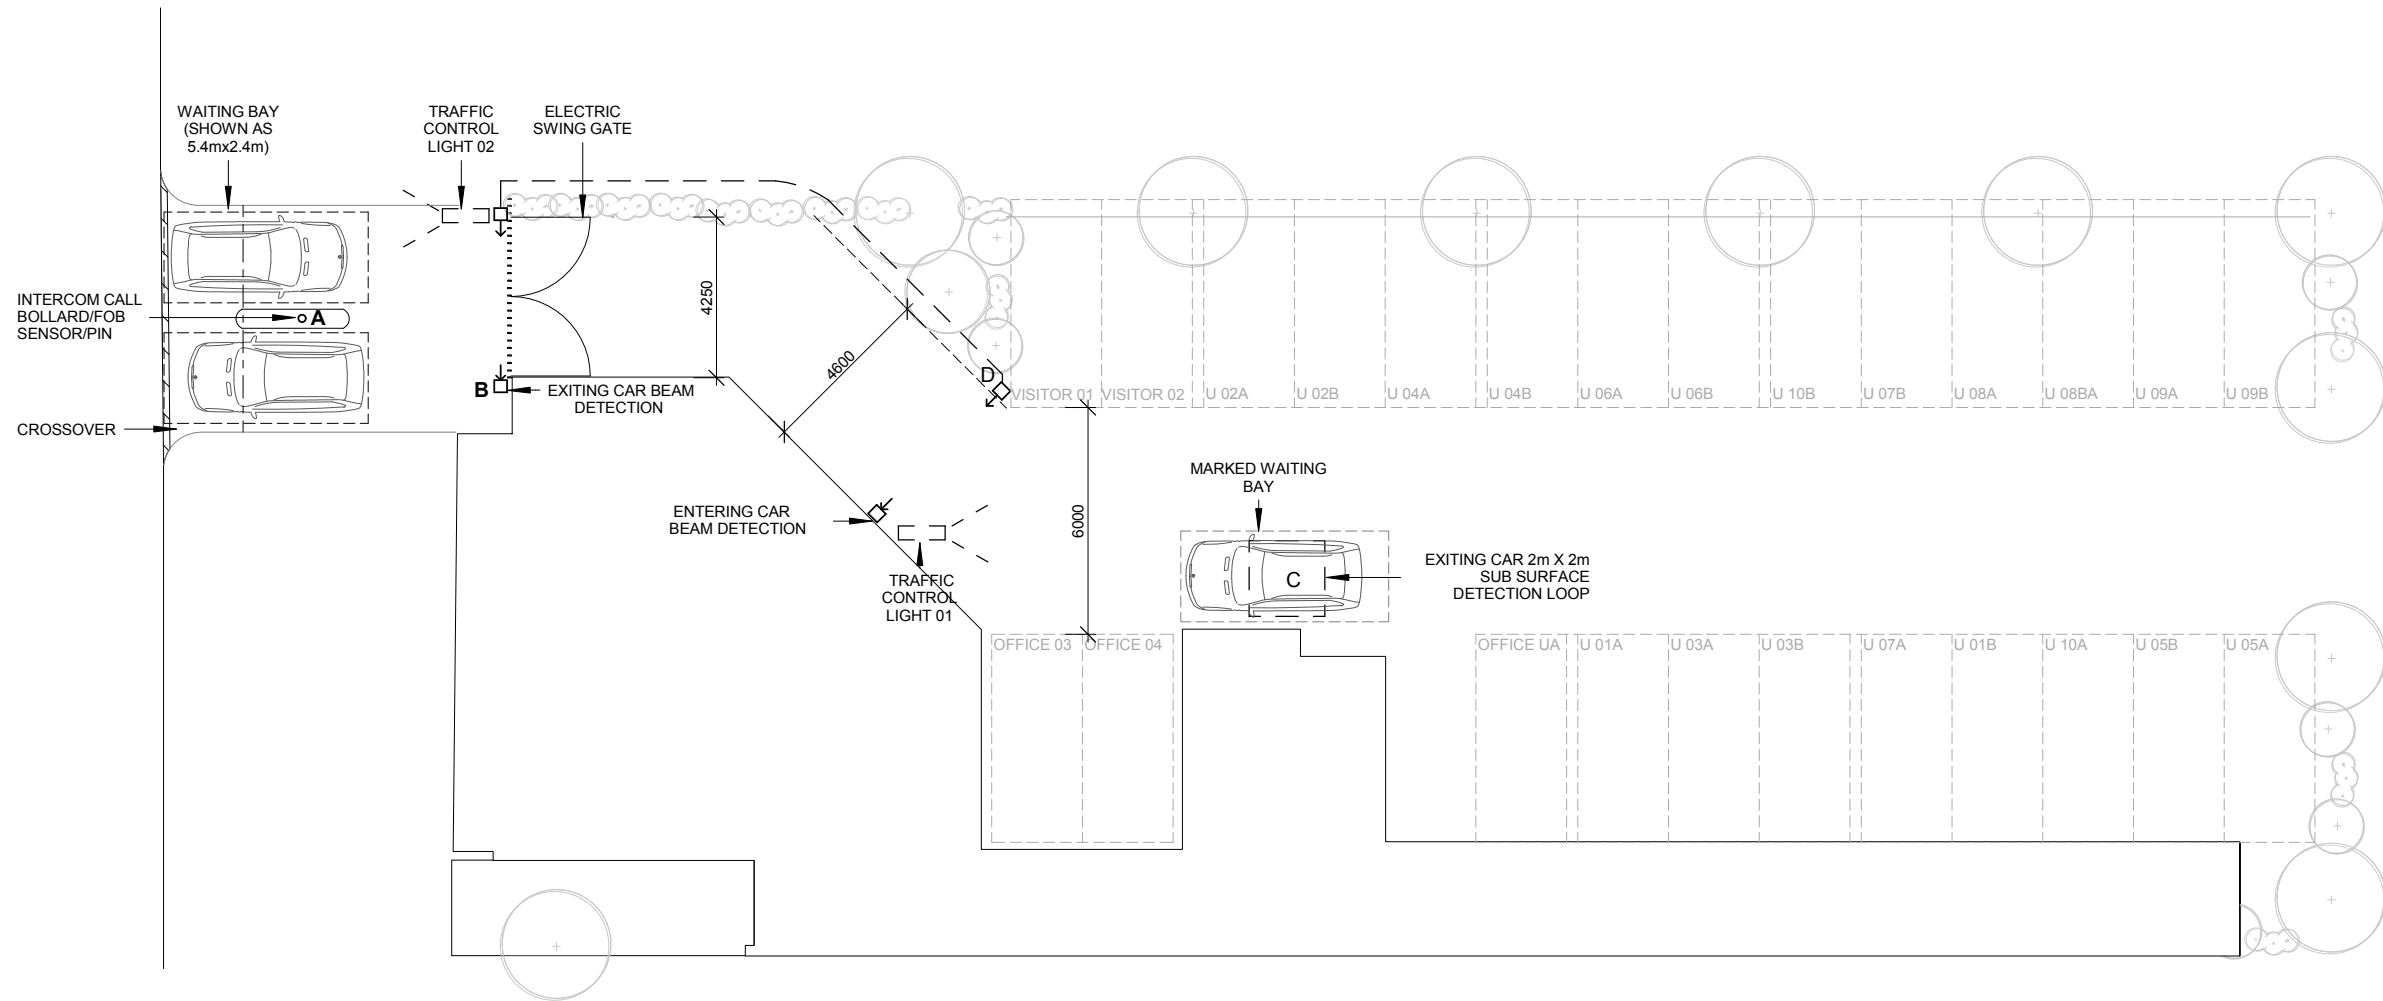 WAITING BAY
(SHOWN AS
5.4mx2.4m)
TRAFFIC
CONTROL
LIGHT 02
ELECTRIC
SWING GATE
INTERCOM CALL
BOLLARD/FOB
SENSOR/PIN
A
4250
4600
B
EXITING CAR BEAM
DETECTION
D
CROSSOVER
VISITOR 01
VISITOR 02
U 02A
U 02B
U 04A
U 04B
U 06A
U 06B
U 10B
U 07B
U 08A
U 08BA
U 09A
U 09B
MARKED WAITING
BAY
ENTERING CAR
BEAM DETECTION
6000
TRAFFIC
CONTROL
LIGHT 01
C
EXITING CAR 2m X 2m
SUB SURFACE
DETECTION LOOP
OFFICE 03
OFFICE 04
OFFICE UA
U 01A
U 03A
U 03B
U 07A
U 01B
U 10A
U 05B
U 05A